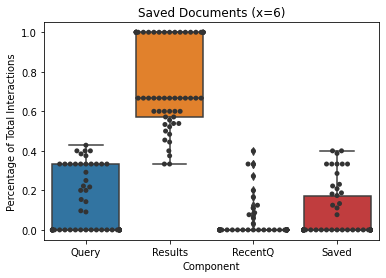 Saved Documents (x=6)
Percentage of Total Interactions
1.0
0.8
0.6
0.4
0.2
0.0
Query Results RecentQ Saved
Component